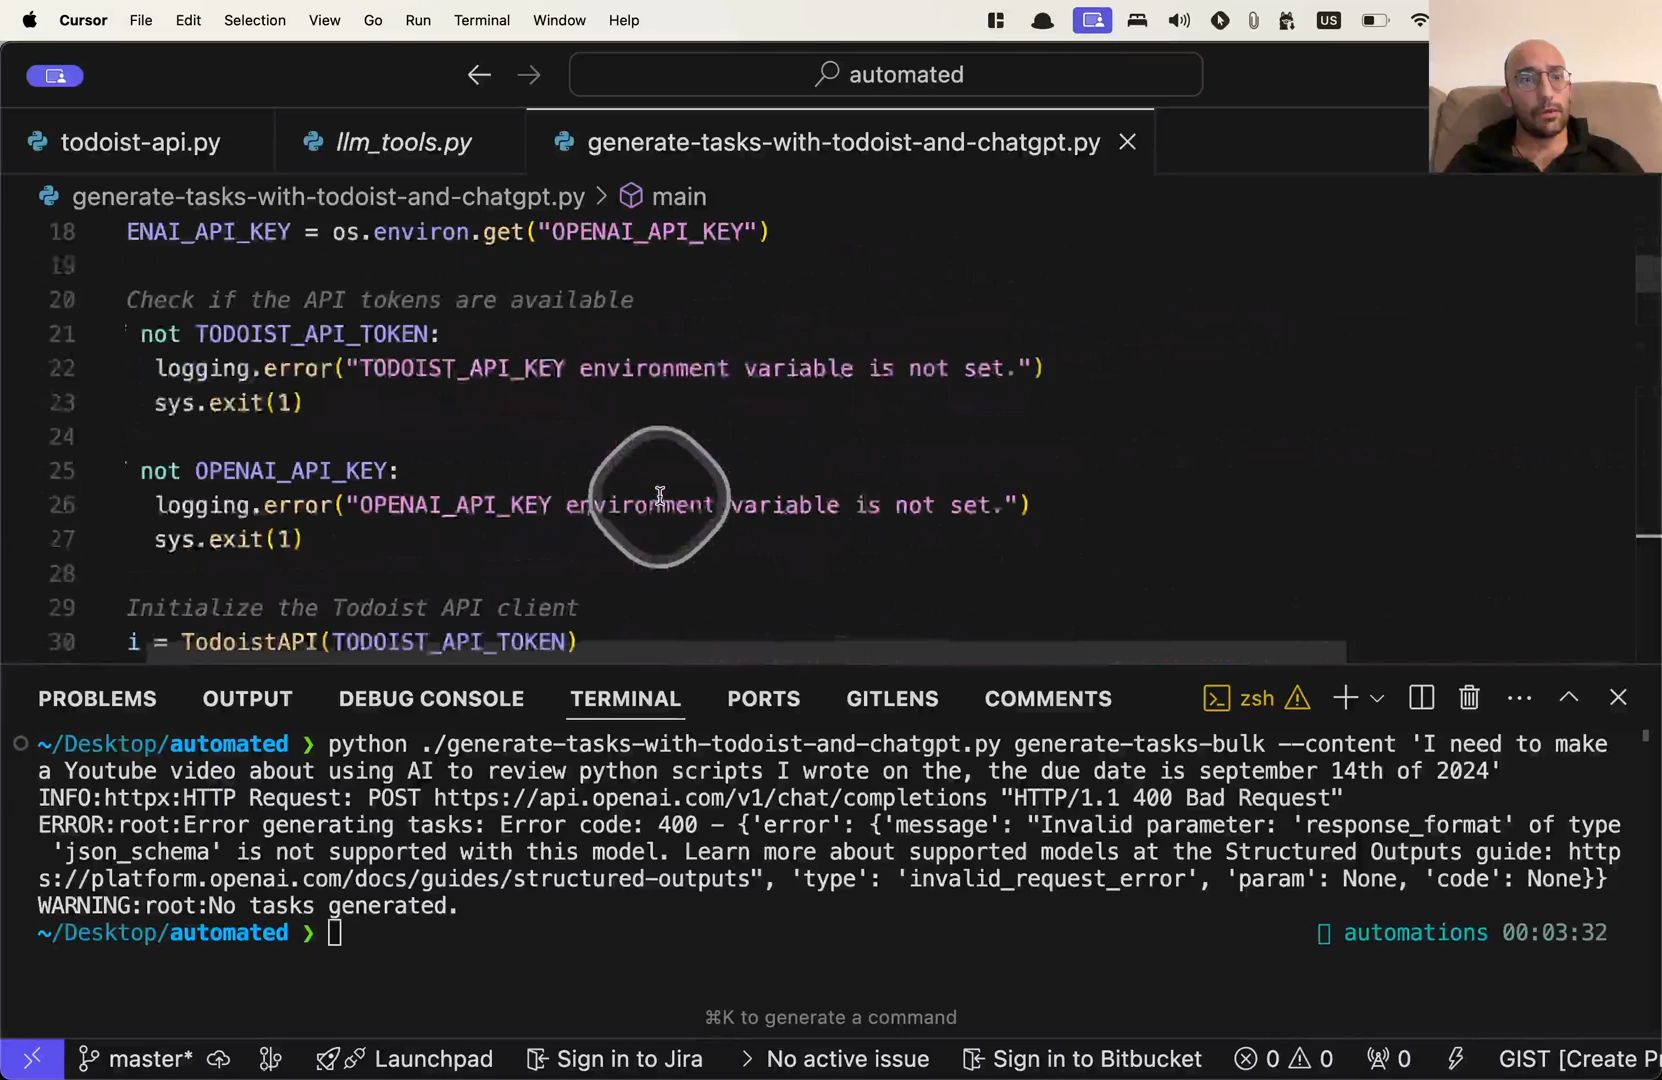 Cursor File Edit Selection View Go Run Terminal Window Help US
automated
todoist-api.py llm_tools.py generate-tasks-with-todoist-and-chatgpt.py
generate-tasks-with-todoist-and-chatgpt.py > main
18 ENAI_API_KEY = os.environ.get("OPENAI_API_KEY")
19
20 Check if the API tokens are available
21 not TODOIST_API_TOKEN:
22 logging.error("TODOIST_API_KEY environment variable is not set.")
23 sys.exit(1)
24
25 not OPENAI_API_KEY:
26 logging.error("OPENAI_API_KEY environment variable is not set.")
27 sys.exit(1)
28
29 Initialize the Todoist API client
30 i = TodoistAPI(TODOIST_API_TOKEN)
PROBLEMS OUTPUT DEBUG CONSOLE TERMINAL PORTS GITLENS COMMENTS zsh
~/Desktop/automated ❯ python ./generate-tasks-with-todoist-and-chatgpt.py generate-tasks-bulk --content 'I need to make
a Youtube video about using AI to review python scripts I wrote on the, the due date is september 14th of 2024'
INFO:httpx:HTTP Request: POST https://api.openai.com/v1/chat/completions "HTTP/1.1 400 Bad Request"
ERROR:root:Error generating tasks: Error code: 400 - {'error': {'message': "Invalid parameter: 'response_format' of type
'json_schema' is not supported with this model. Learn more about supported models at the Structured Outputs guide: http
s://platform.openai.com/docs/guides/structured-outputs", 'type': 'invalid_request_error', 'param': None, 'code': None}}
WARNING:root:No tasks generated.
~/Desktop/automated ❯ automations 00:03:32
⌘K to generate a command
master* Launchpad Sign in to Jira > No active issue Sign in to Bitbucket 0 0 0 GIST [Create Pr